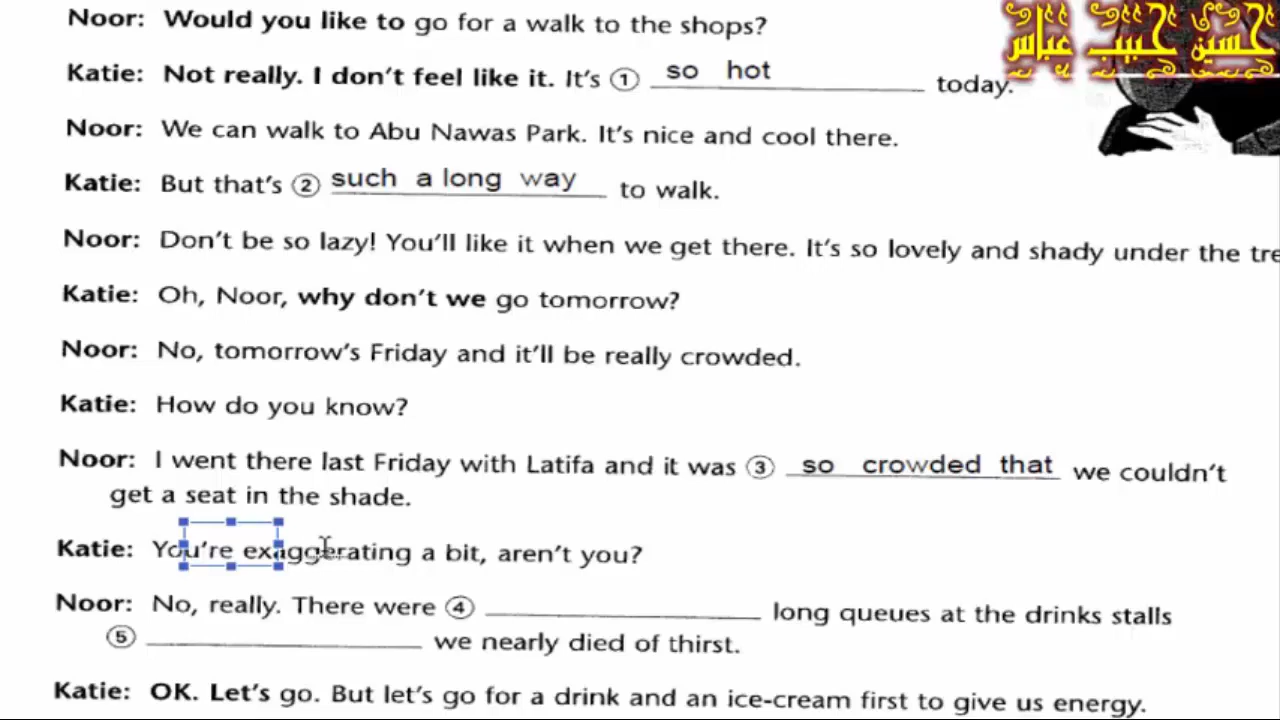 حسين حبيب عباس
Noor: Would you like to go for a walk to the shops?
Katie: Not really. I don't feel like it. It's ① so hot today.
Noor: We can walk to Abu Nawas Park. It's nice and cool there.
Katie: But that's ② such a long way to walk.
Noor: Don't be so lazy! You'll like it when we get there. It's so lovely and shady under the tre
Katie: Oh, Noor, why don't we go tomorrow?
Noor: No, tomorrow's Friday and it'll be really crowded.
Katie: How do you know?
Noor: I went there last Friday with Latifa and it was ③ so crowded that we couldn't
get a seat in the shade.
Katie: You're exaggerating a bit, aren't you?
Noor: No, really. There were ④ ____ long queues at the drinks stalls
⑤ ____ we nearly died of thirst.
Katie: OK. Let's go. But let's go for a drink and an ice-cream first to give us energy.